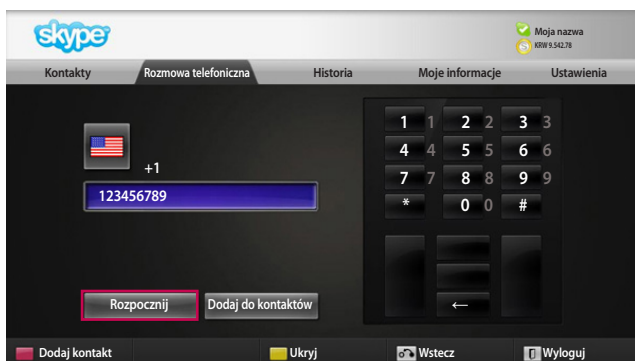 skype
Moja nazwa
KRW 9.542.78
Kontakty Rozmowa telefoniczna Historia Moje informacje Ustawienia
+1
123456789
1 1 2 2 3 3
4 4 5 5 6 6
7 7 8 8 9 9
* 0 0 #
←
Rozpocznij Dodaj do kontaktów
Dodaj kontakt Ukryj Wstecz Wyloguj